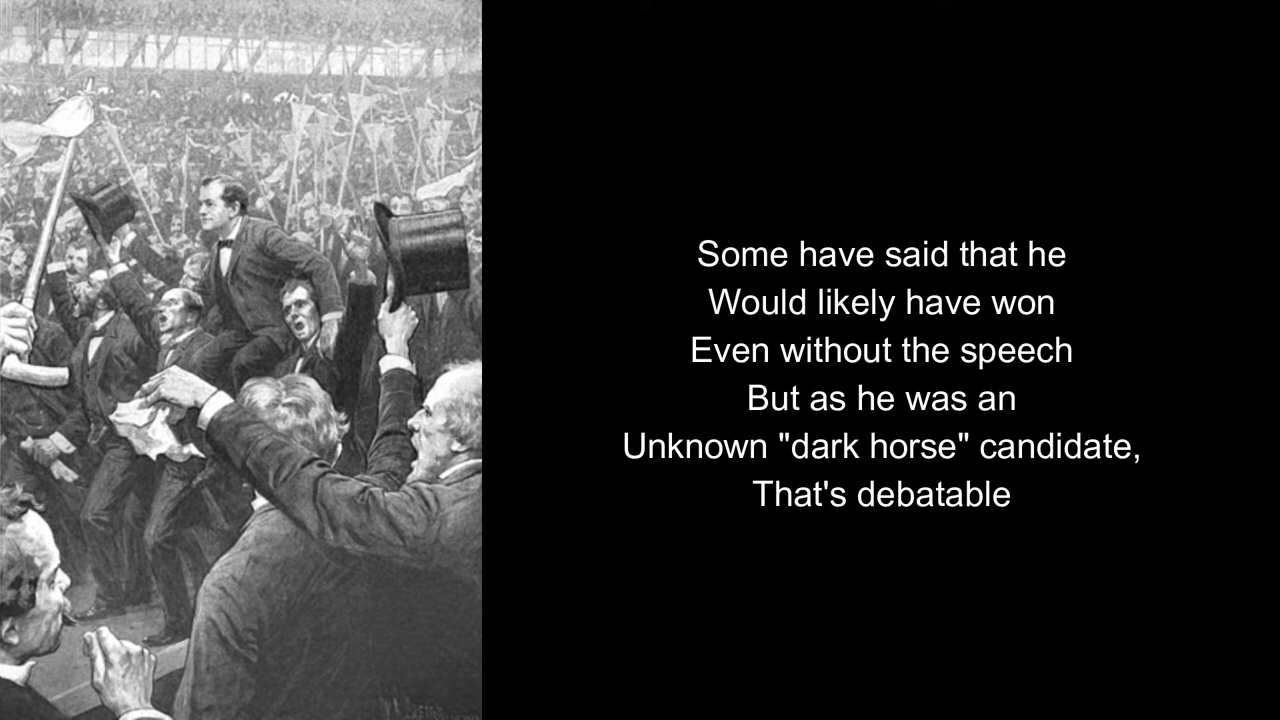 Some have said that he
Would likely have won
Even without the speech
But as he was an
Unknown "dark horse" candidate,
That's debatable